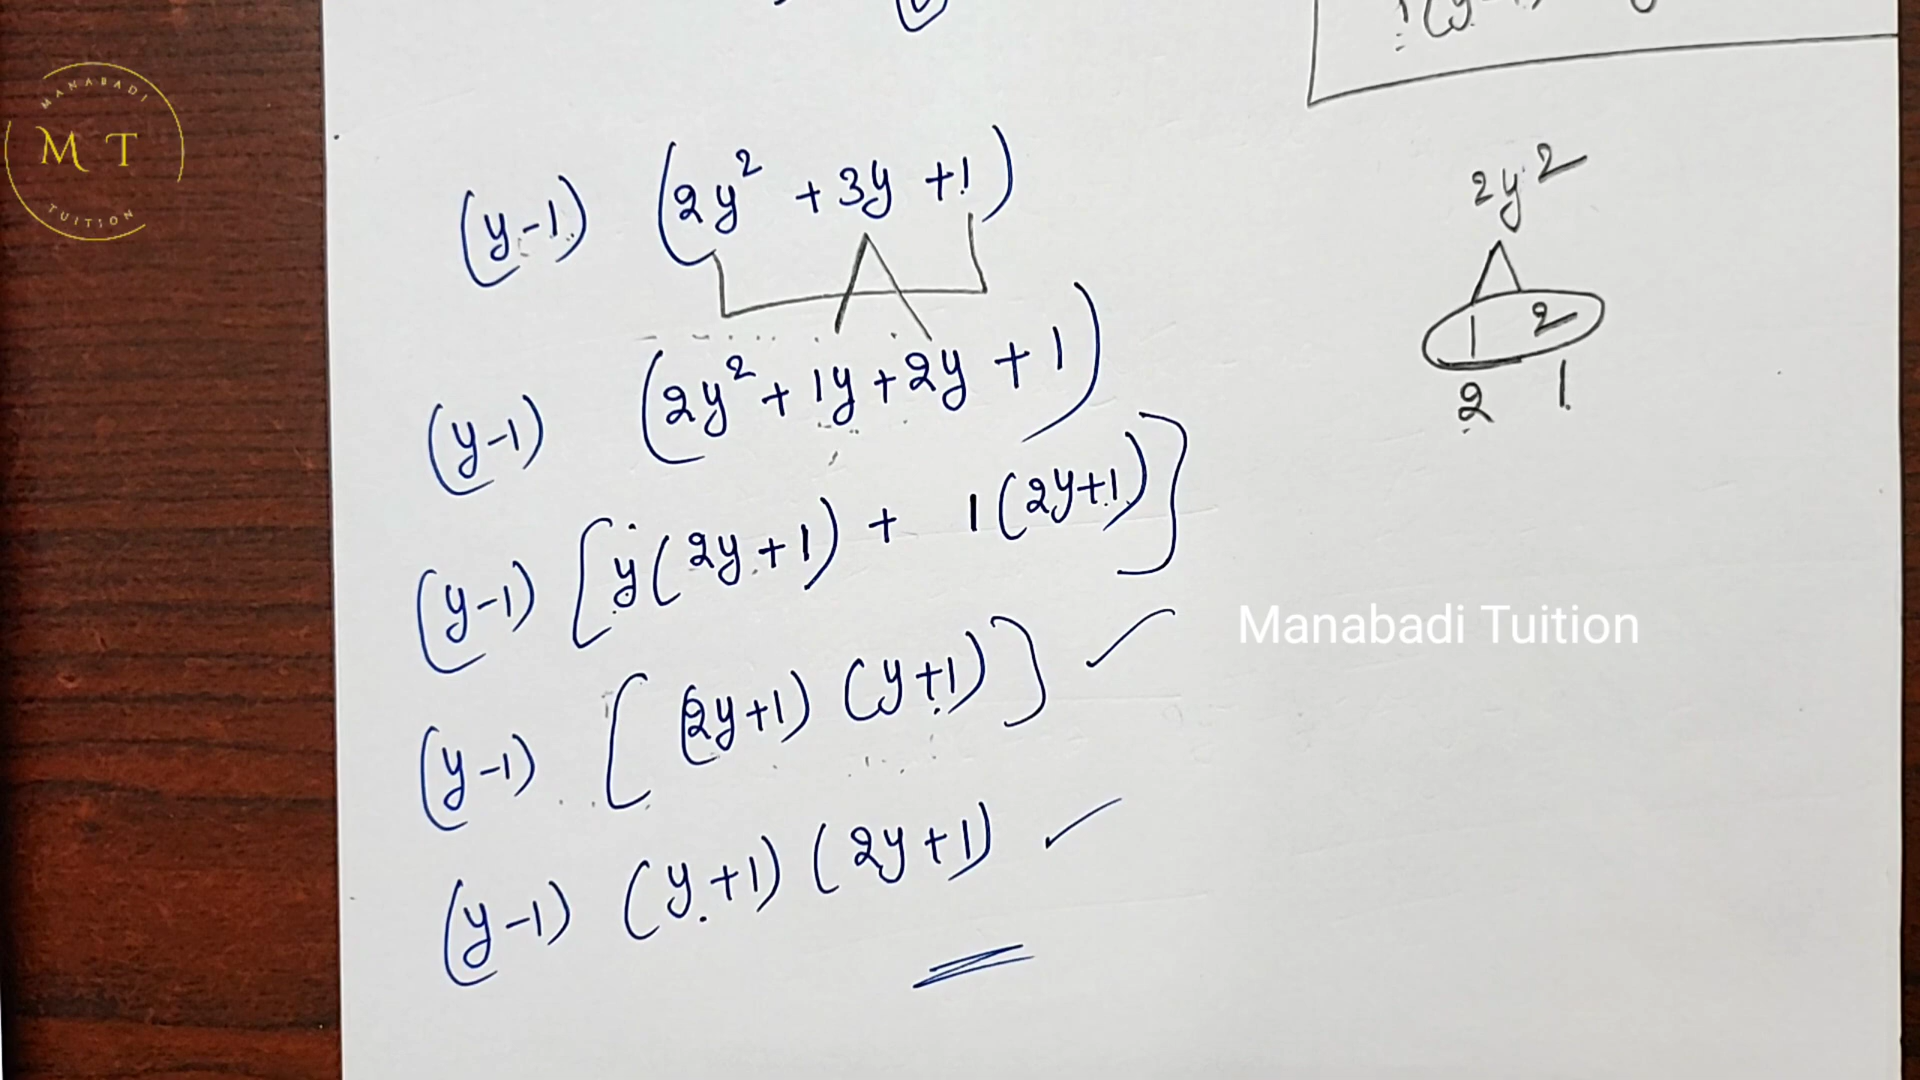 MANABADI
M T
TUITION
(y-1) (2y² + 3y + 1)
2y²
1 2
2 1
(y-1) (2y² + 1y + 2y + 1)
(y-1) [y(2y+1) + 1(2y+1)]
Manabadi Tuition
(y-1) [(2y+1) (y+1)]
(y-1) (y+1) (2y+1)